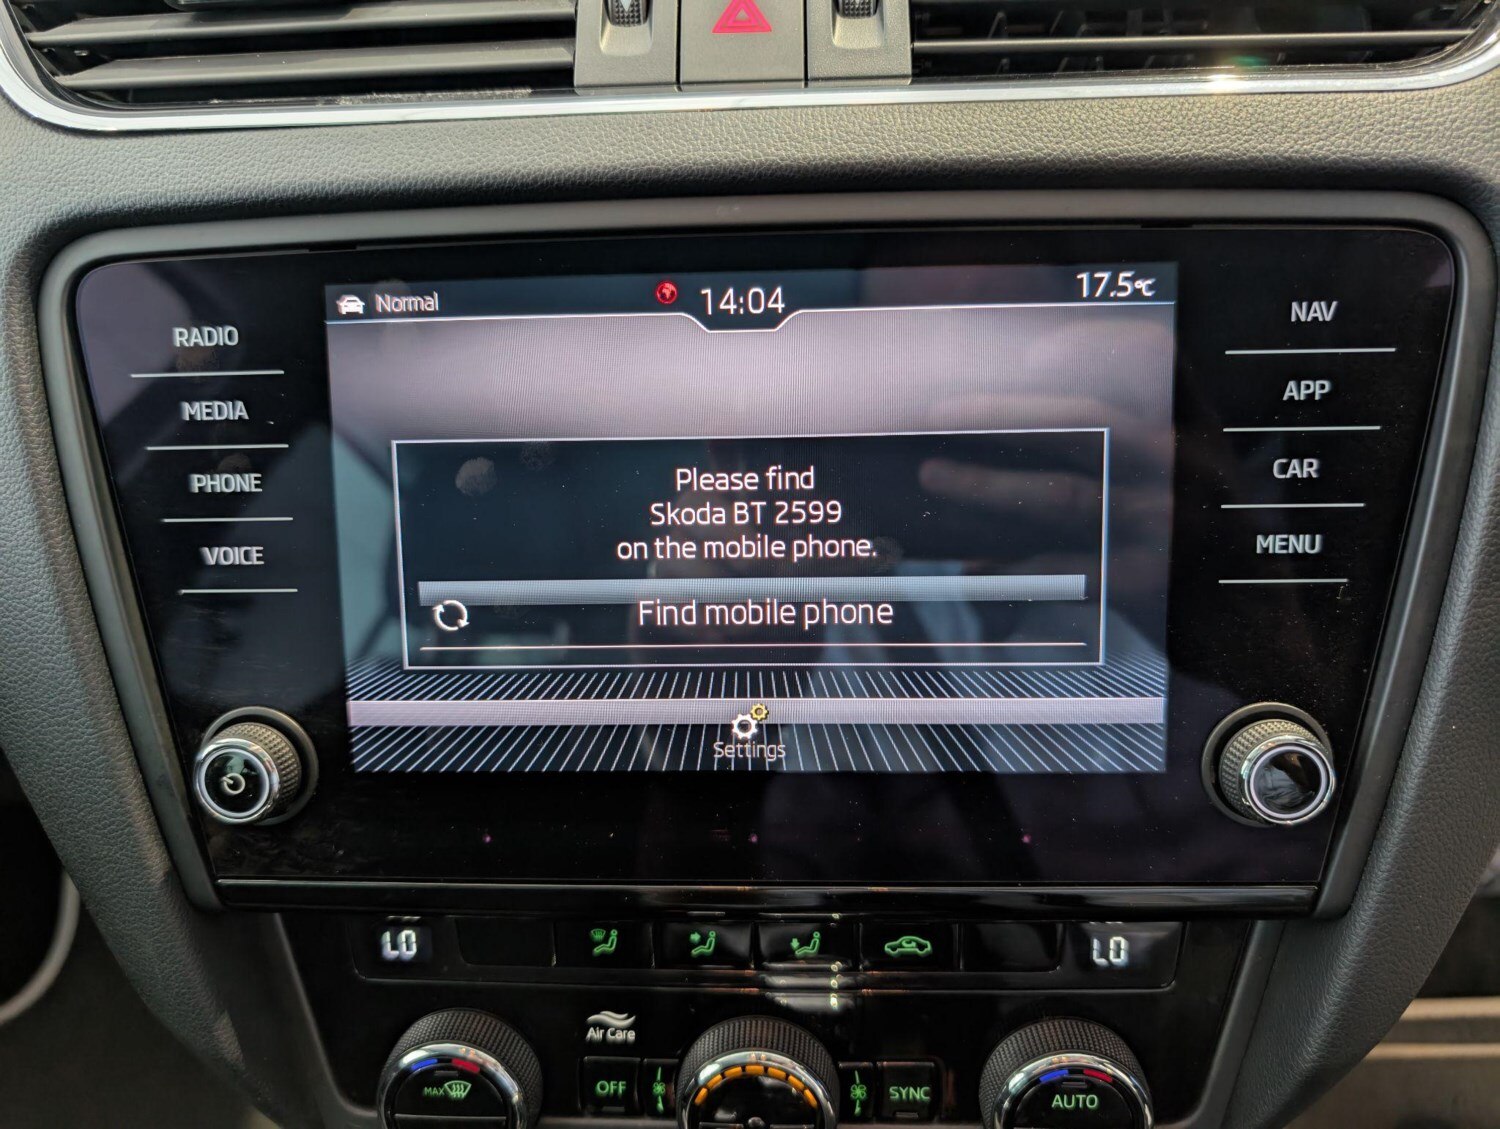 Normal
14:04
17.5°C
RADIO
MEDIA
PHONE
VOICE
NAV
APP
CAR
MENU
Please find
Skoda BT 2599
on the mobile phone.
Find mobile phone
Settings
LO
LO
Air Care
MAX
OFF
SYNC
AUTO